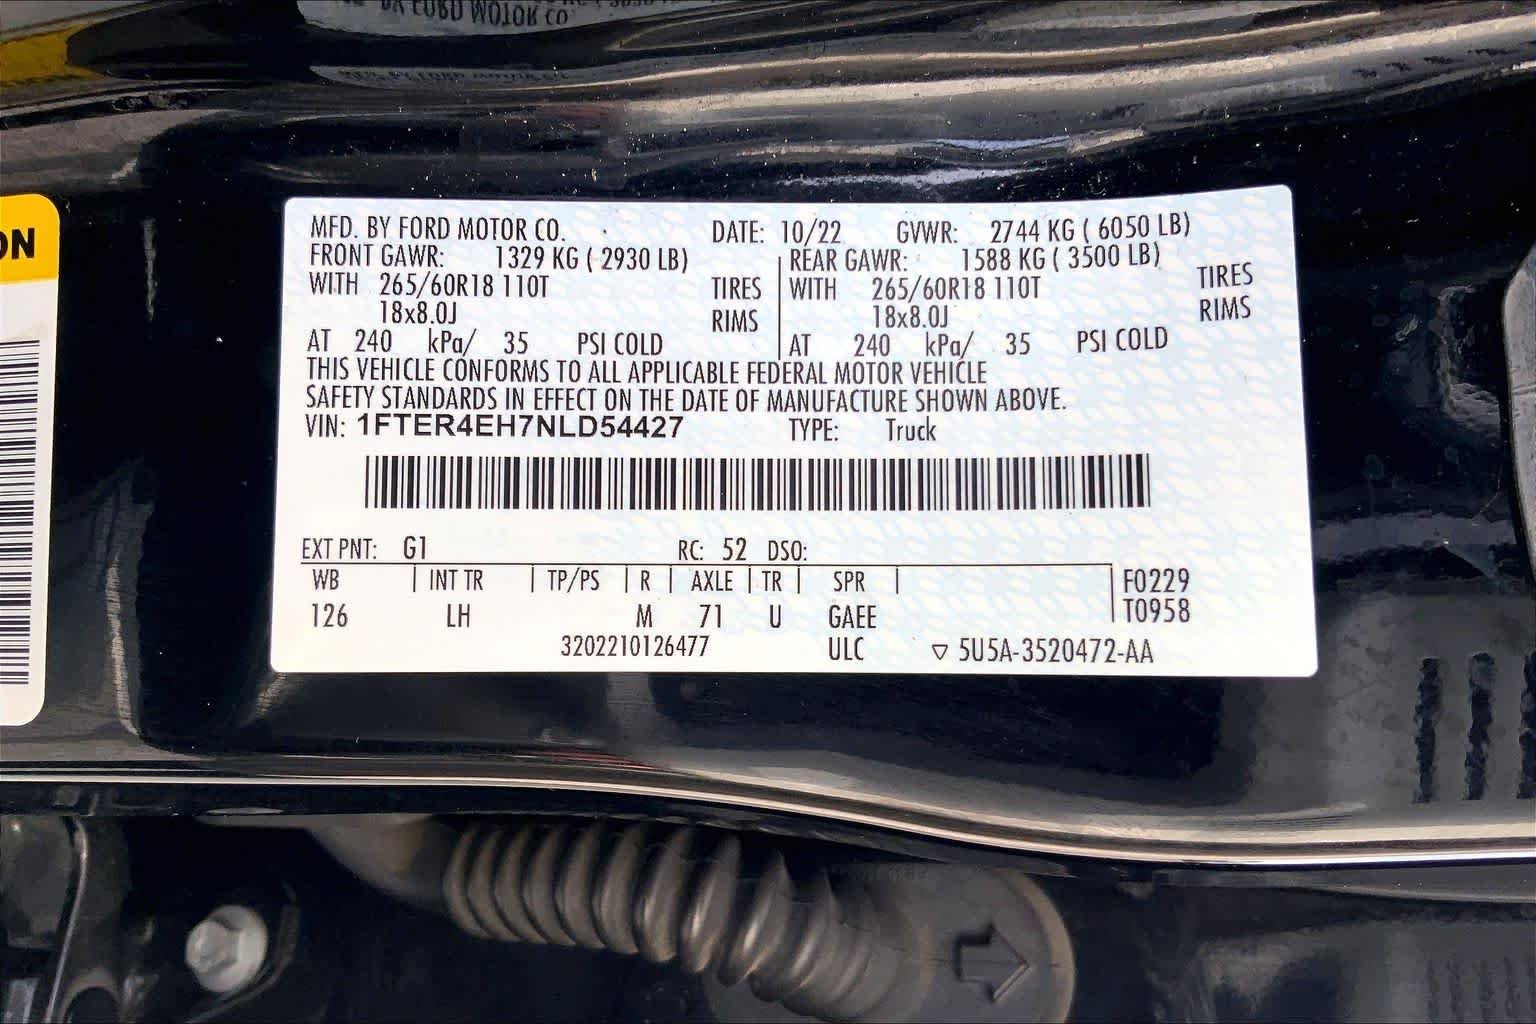 ON
MFD. BY FORD MOTOR CO. DATE: 10/22 GVWR: 2744 KG ( 6050 LB)
FRONT GAWR: 1329 KG ( 2930 LB) REAR GAWR: 1588 KG ( 3500 LB)
WITH 265/60R18 110T TIRES WITH 265/60R18 110T TIRES
18x8.0J RIMS 18x8.0J RIMS
AT 240 kPa/ 35 PSI COLD AT 240 kPa/ 35 PSI COLD
THIS VEHICLE CONFORMS TO ALL APPLICABLE FEDERAL MOTOR VEHICLE
SAFETY STANDARDS IN EFFECT ON THE DATE OF MANUFACTURE SHOWN ABOVE.
VIN: 1FTER4EH7NLD54427 TYPE: Truck
EXT PNT: G1 RC: 52 DSO:
WB INT TR TP/PS R AXLE TR SPR F0229
126 LH M 71 U GAEE T0958
3202210126477 ULC ▽ 5U5A-3520472-AA